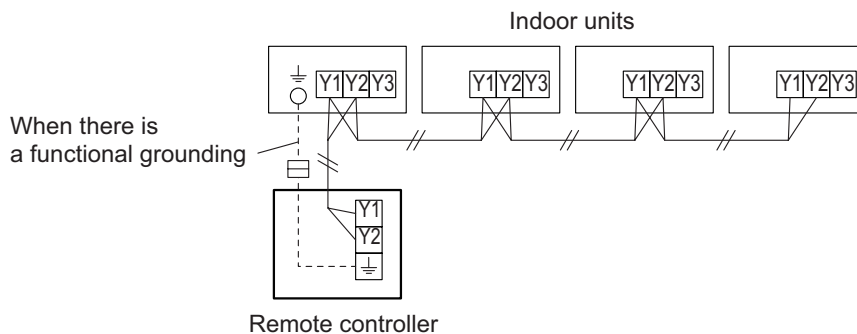 Indoor units
Y1 Y2 Y3
Y1 Y2 Y3
Y1 Y2 Y3
Y1 Y2 Y3
When there is
a functional grounding
Y1
Y2
Remote controller